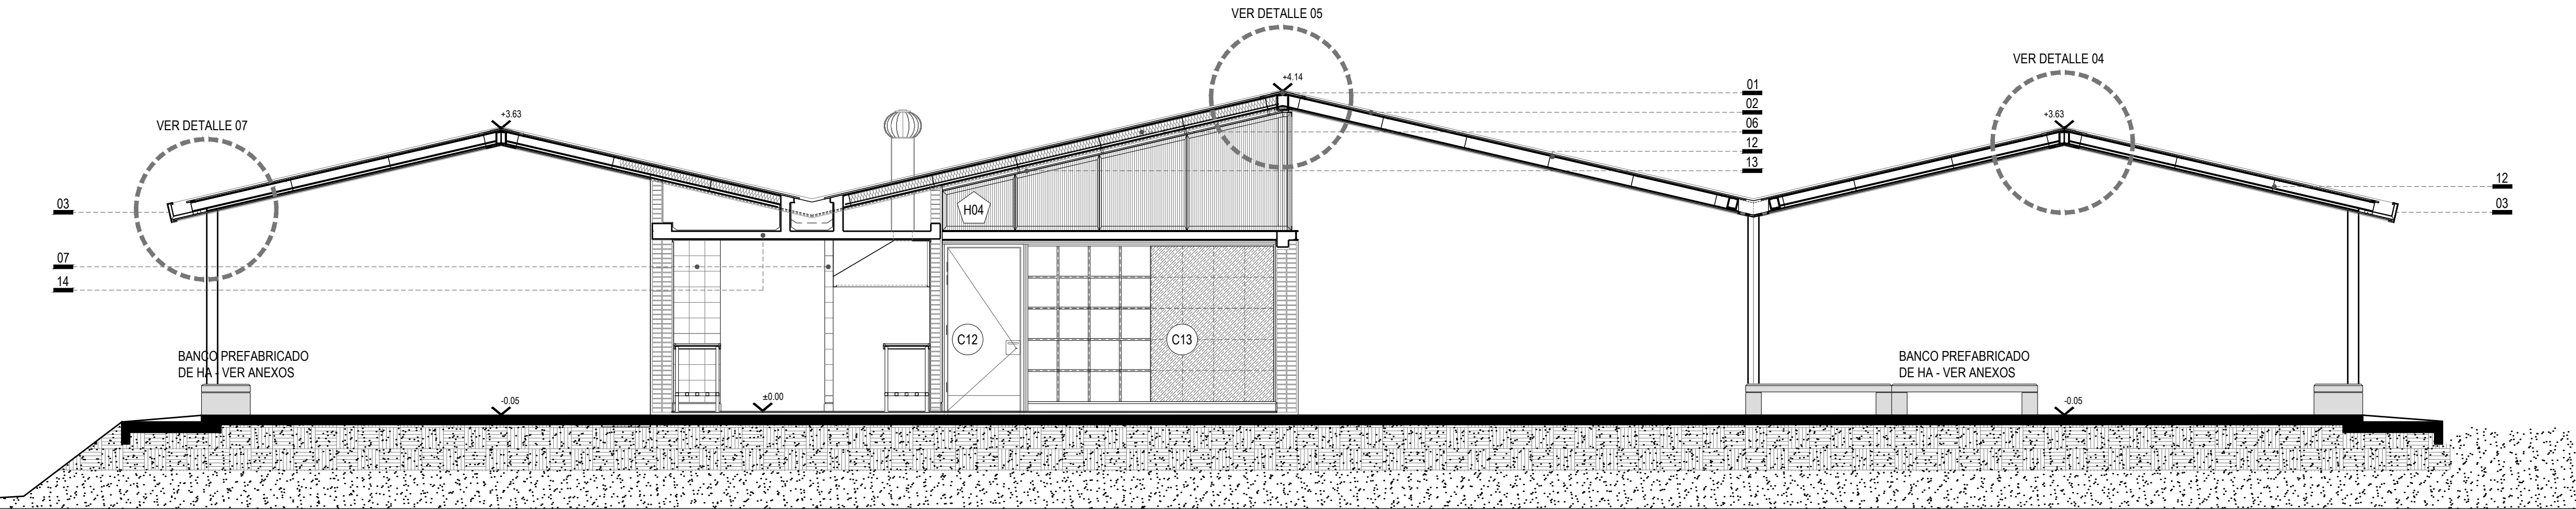 VER DETALLE 05
VER DETALLE 04
VER DETALLE 07
+4.14
+3.63
+3.63
01
02
06
12
13
03
12
03
H04
07
14
C12
C13
BANCO PREFABRICADO
DE HA - VER ANEXOS
BANCO PREFABRICADO
DE HA - VER ANEXOS
-0.05
±0.00
-0.05